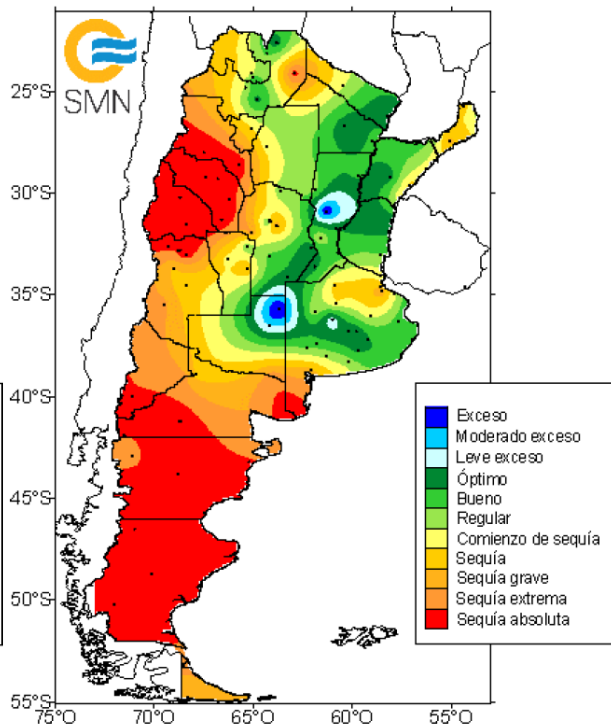 SMN
25°S
30°S
35°S
40°S
45°S
50°S
55°S
75°O 70°O 65°O 60°O 55°O
Exceso
Moderado exceso
Leve exceso
Óptimo
Bueno
Regular
Comienzo de sequía
Sequía
Sequía grave
Sequía extrema
Sequía absoluta